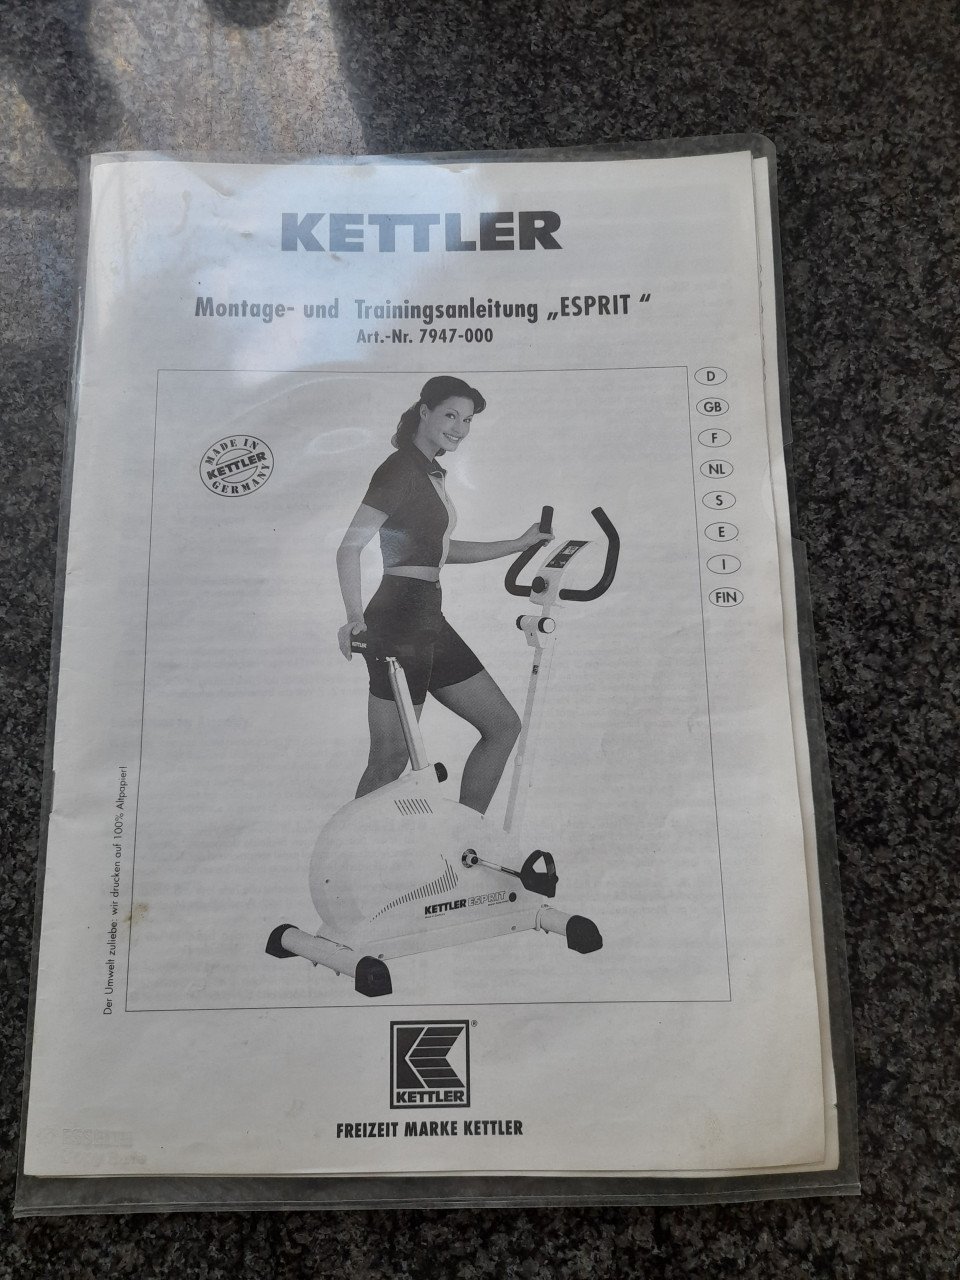 KETTLER
Montage- und Trainingsanleitung „ESPRIT “
Art.-Nr. 7947-000
D
GB
F
NL
S
E
I
FIN
MADE IN
KETTLER
GERMANY
KETTLER
KETTLER ESPRIT
Der Umwelt zuliebe: wir drucken auf 100% Altpapier!
KETTLER
®
FREIZEIT MARKE KETTLER
ESSELTE